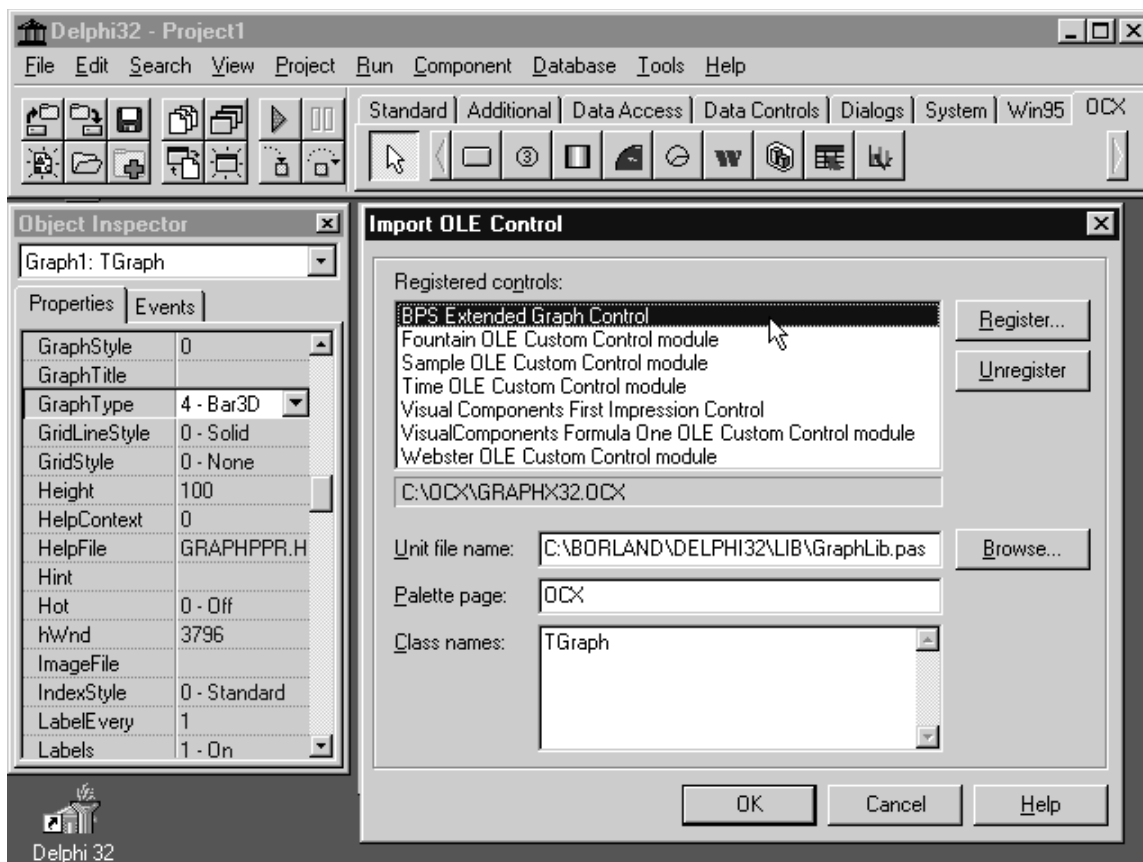 Delphi32 - Project1
File Edit Search View Project Run Component Database Tools Help
Standard Additional Data Access Data Controls Dialogs System Win95 OCX
Object Inspector
Graph1: TGraph
Properties Events
GraphStyle 0
GraphTitle
GraphType 4 - Bar3D
GridLineStyle 0 - Solid
GridStyle 0 - None
Height 100
HelpContext 0
HelpFile GRAPHPPR.H
Hint
Hot 0 - Off
hWnd 3796
ImageFile
IndexStyle 0 - Standard
LabelEvery 1
Labels 1 - On
Import OLE Control
Registered controls:
BPS Extended Graph Control
Fountain OLE Custom Control module
Sample OLE Custom Control module
Time OLE Custom Control module
Visual Components First Impression Control
VisualComponents Formula One OLE Custom Control module
Webster OLE Custom Control module
Register...
Unregister
C:\OCX\GRAPHX32.OCX
Unit file name: C:\BORLAND\DELPHI32\LIB\GraphLib.pas Browse...
Palette page: OCX
Class names: TGraph
OK Cancel Help
Delphi 32